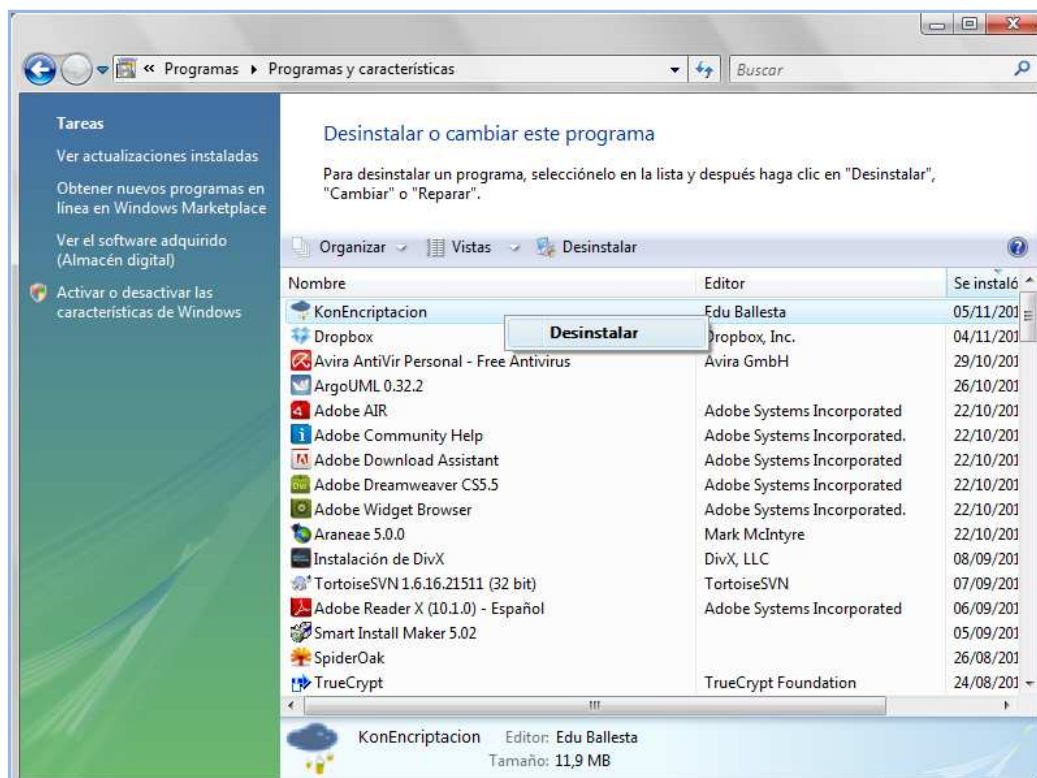 « Programas ▸ Programas y características
Buscar
Tareas
Ver actualizaciones instaladas
Obtener nuevos programas en
línea en Windows Marketplace
Ver el software adquirido
(Almacén digital)
Activar o desactivar las
características de Windows
Desinstalar o cambiar este programa
Para desinstalar un programa, selecciónelo en la lista y después haga clic en "Desinstalar",
"Cambiar" o "Reparar".
Organizar Vistas Desinstalar
Nombre Editor Se instaló
KonEncriptacion Edu Ballesta 05/11/201
Desinstalar
Dropbox Dropbox, Inc. 04/11/201
Avira AntiVir Personal - Free Antivirus Avira GmbH 29/10/201
ArgoUML 0.32.2 26/10/201
Adobe AIR Adobe Systems Incorporated 22/10/201
Adobe Community Help Adobe Systems Incorporated. 22/10/201
Adobe Download Assistant Adobe Systems Incorporated 22/10/201
Adobe Dreamweaver CS5.5 Adobe Systems Incorporated 22/10/201
Adobe Widget Browser Adobe Systems Incorporated. 22/10/201
Araneae 5.0.0 Mark McIntyre 22/10/201
Instalación de DivX DivX, LLC 08/09/201
TortoiseSVN 1.6.16.21511 (32 bit) TortoiseSVN 07/09/201
Adobe Reader X (10.1.0) - Español Adobe Systems Incorporated 06/09/201
Smart Install Maker 5.02 05/09/201
SpiderOak 26/08/201
TrueCrypt TrueCrypt Foundation 24/08/201
KonEncriptacion Editor: Edu Ballesta
Tamaño: 11,9 MB